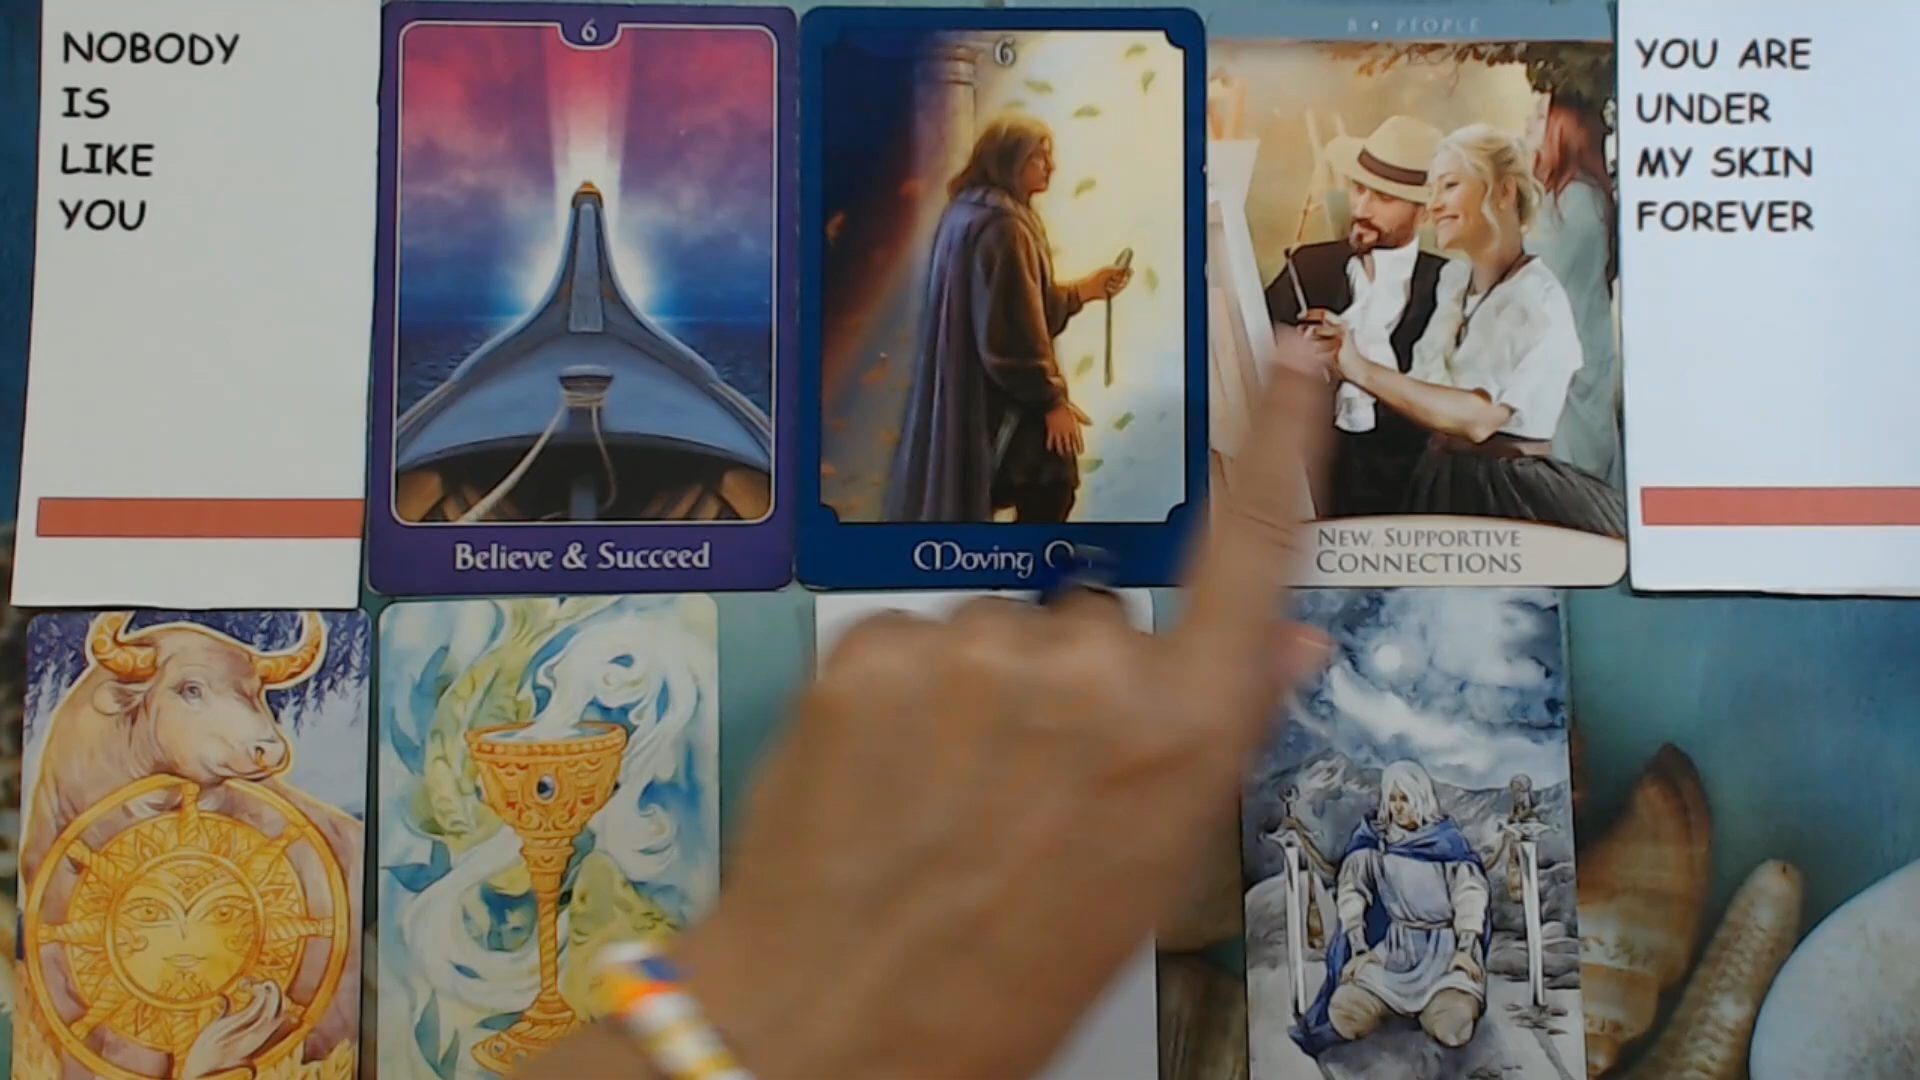 NOBODY
IS
LIKE
YOU
6
Believe & Succeed
6
Moving
8 • PEOPLE
NEW, SUPPORTIVE
CONNECTIONS
YOU ARE
UNDER
MY SKIN
FOREVER